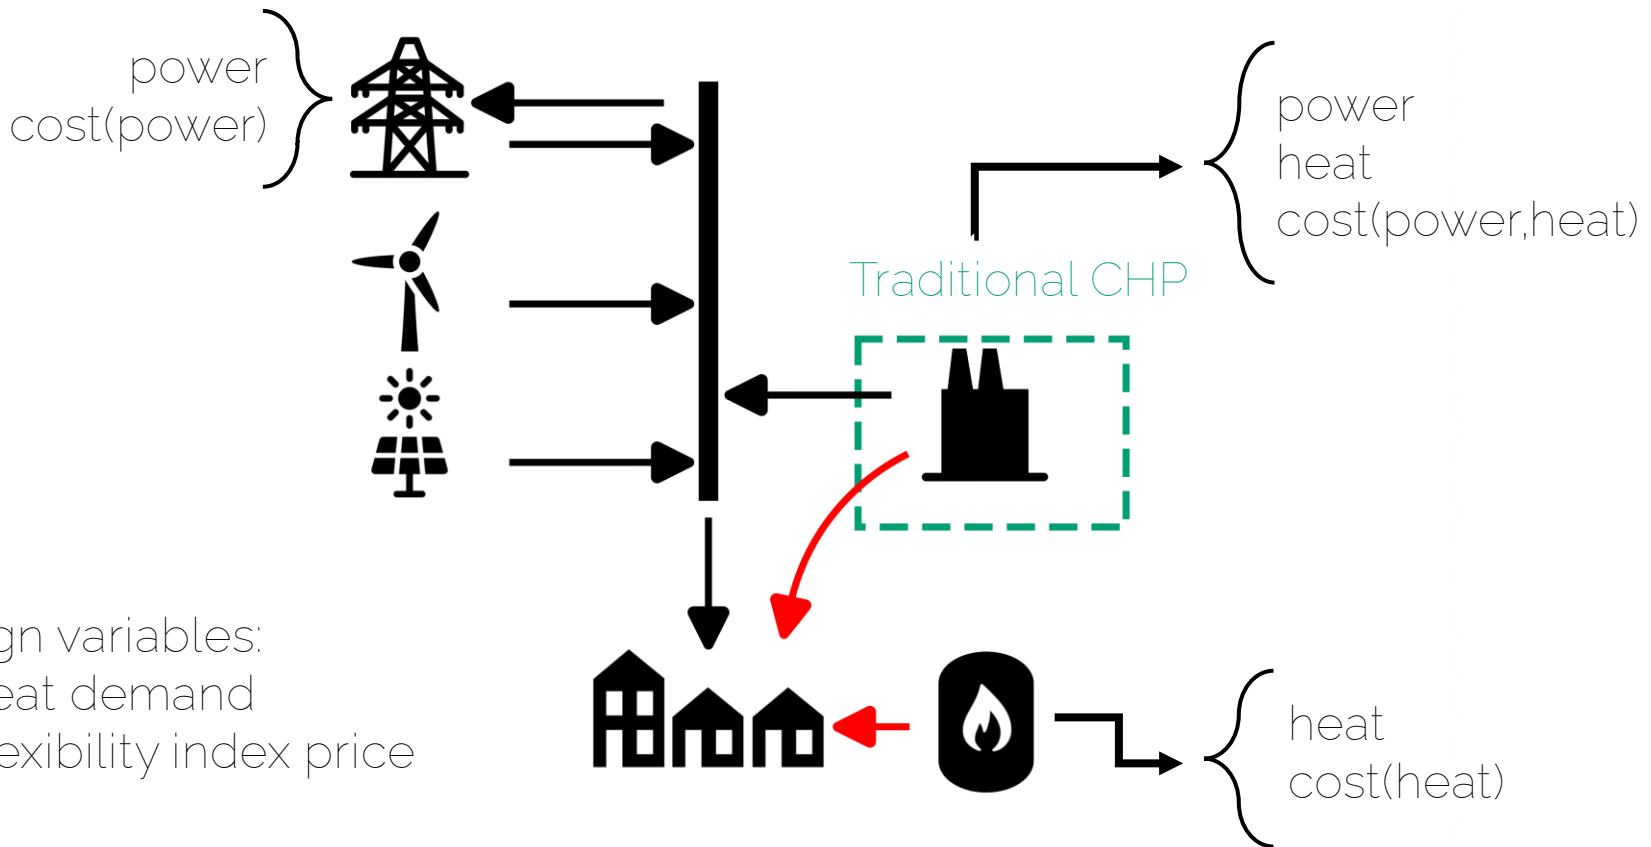 power
cost(power)
power
heat
cost(power,heat)
Traditional CHP
gn variables:
eat demand
exibility index price
heat
cost(heat)